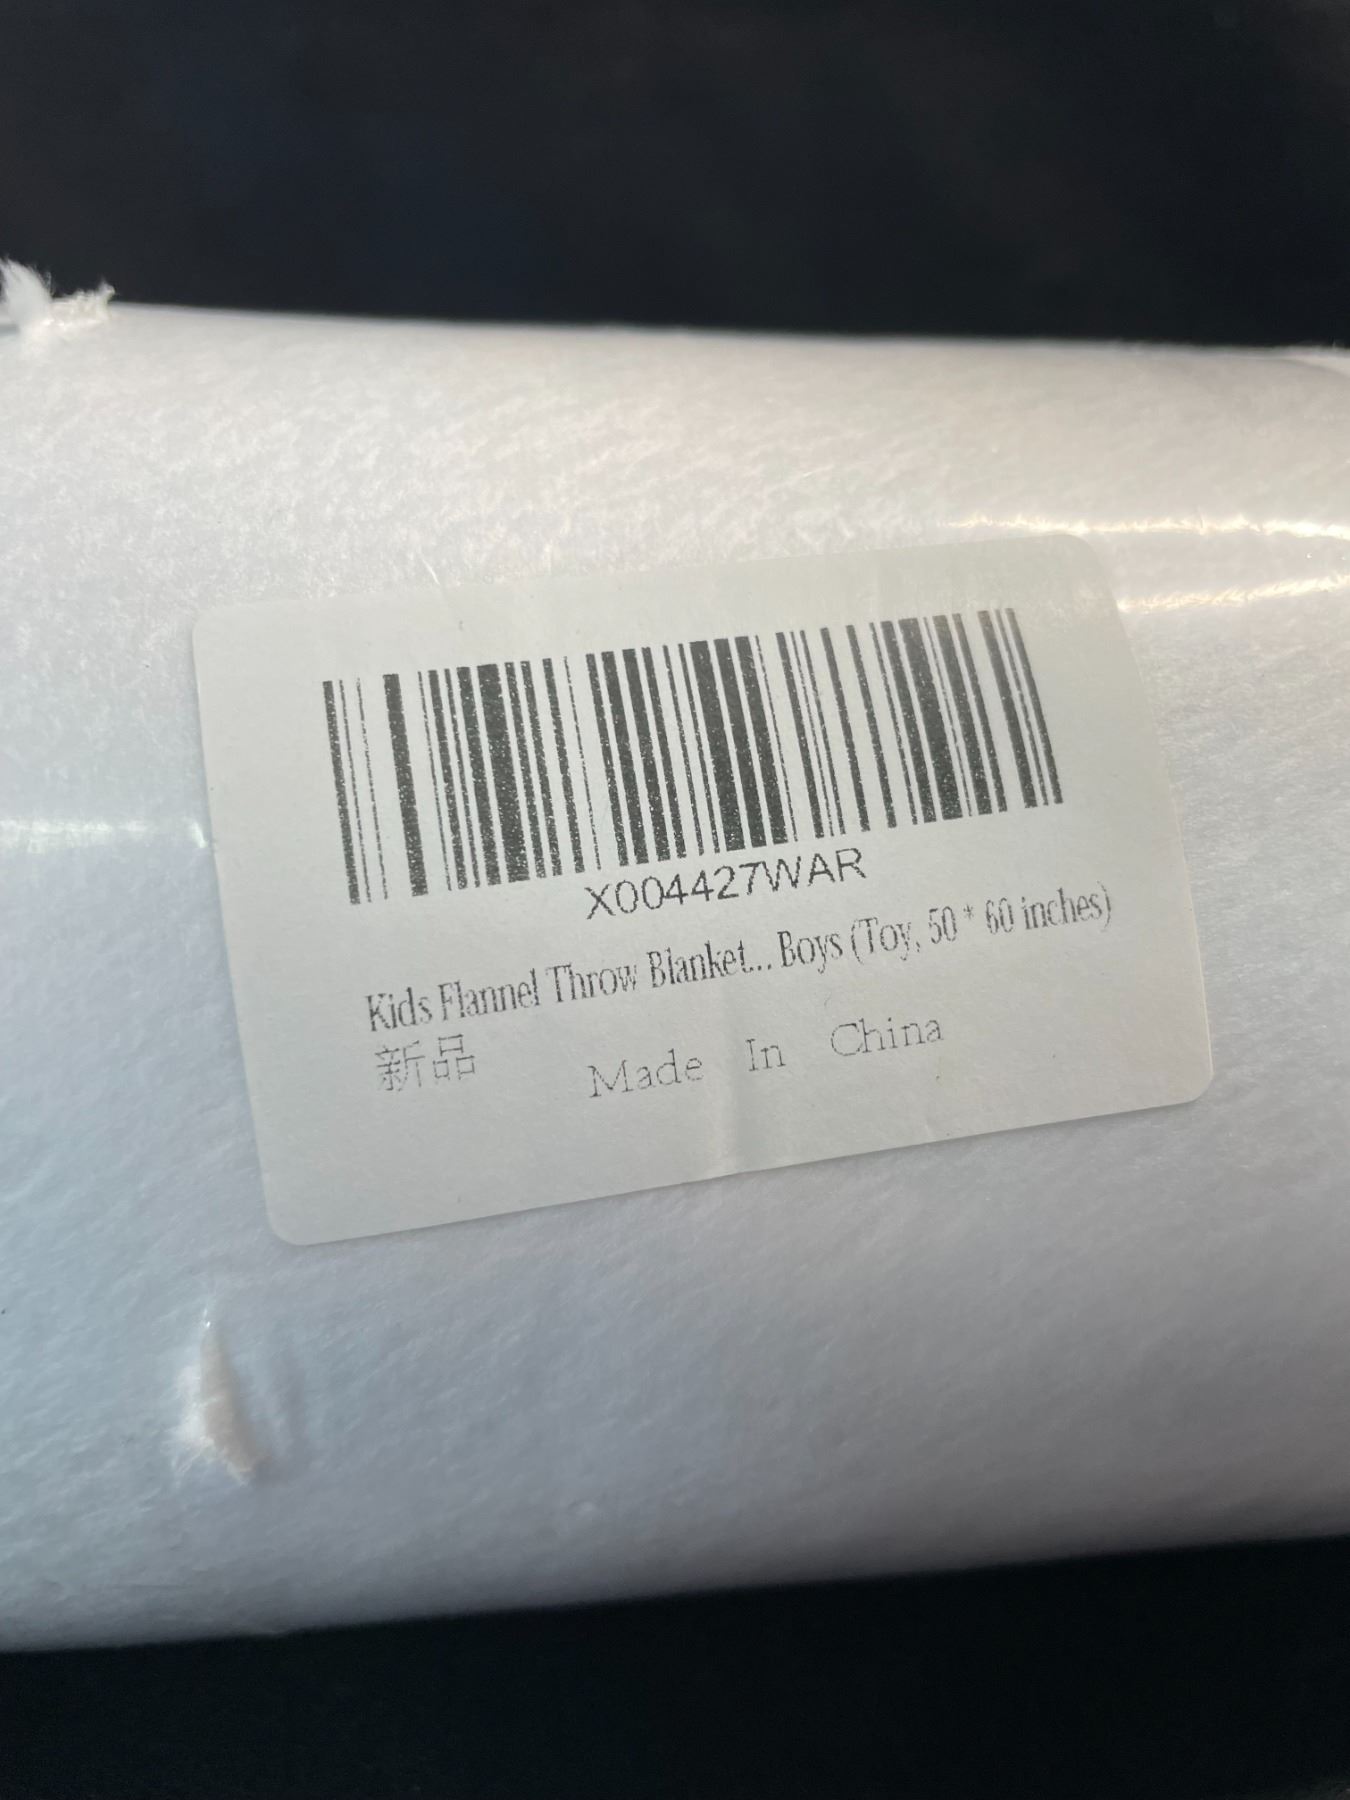 X004427WAR
Kids Flannel Throw Blanket... Boys (Toy, 50 * 60 inches)
新品 Made In China